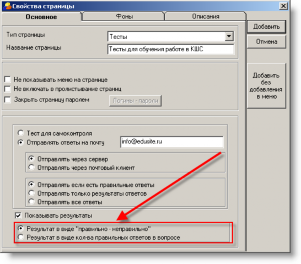 Свойства страницы
Основное
Фоны
Описания
Тип страницы
Тесты
Название страницы
Тесты для обучения работе в КШС
Добавить
Отмена
Добавить
без
добавления
в меню
Не показывать меню на странице
Не включать в пролистывание страниц
Закрыть страницу паролем
Логины - пароли
Тест для самоконтроля
Отправлять ответы на почту
info@edusite.ru
Отправлять через сервер
Отправлять через почтовый клиент
Отправлять если есть правильные ответы
Отправлять только результаты ответов
Отправлять все ответы
Показывать результаты
Результат в виде "правильно - неправильно"
Результат в виде кол-ва правильных ответов в вопросе